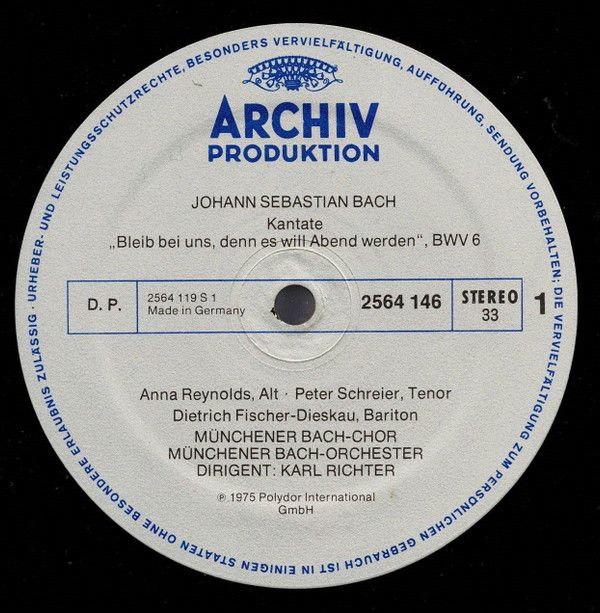 URHEBER- UND LEISTUNGSSCHUTZRECHTE, BESONDERS VERVIELFÄLTIGUNG, AUFFÜHRUNG, SENDUNG VORBEHALTEN; DIE VERVIELFÄLTIGUNG ZUM PERSÖNLICHEN GEBRAUCH IST IN EINIGEN STAATEN OHNE BESONDERE ERLAUBNIS ZULÄSSIG ·
ARCHIV
PRODUKTION
JOHANN SEBASTIAN BACH
Kantate
„Bleib bei uns, denn es will Abend werden“, BWV 6
D. P.
2564 119 S 1
Made in Germany
2564 146
STEREO
33
1
Anna Reynolds, Alt · Peter Schreier, Tenor
Dietrich Fischer-Dieskau, Bariton
MÜNCHENER BACH-CHOR
MÜNCHENER BACH-ORCHESTER
DIRIGENT: KARL RICHTER
℗ 1975 Polydor International
GmbH